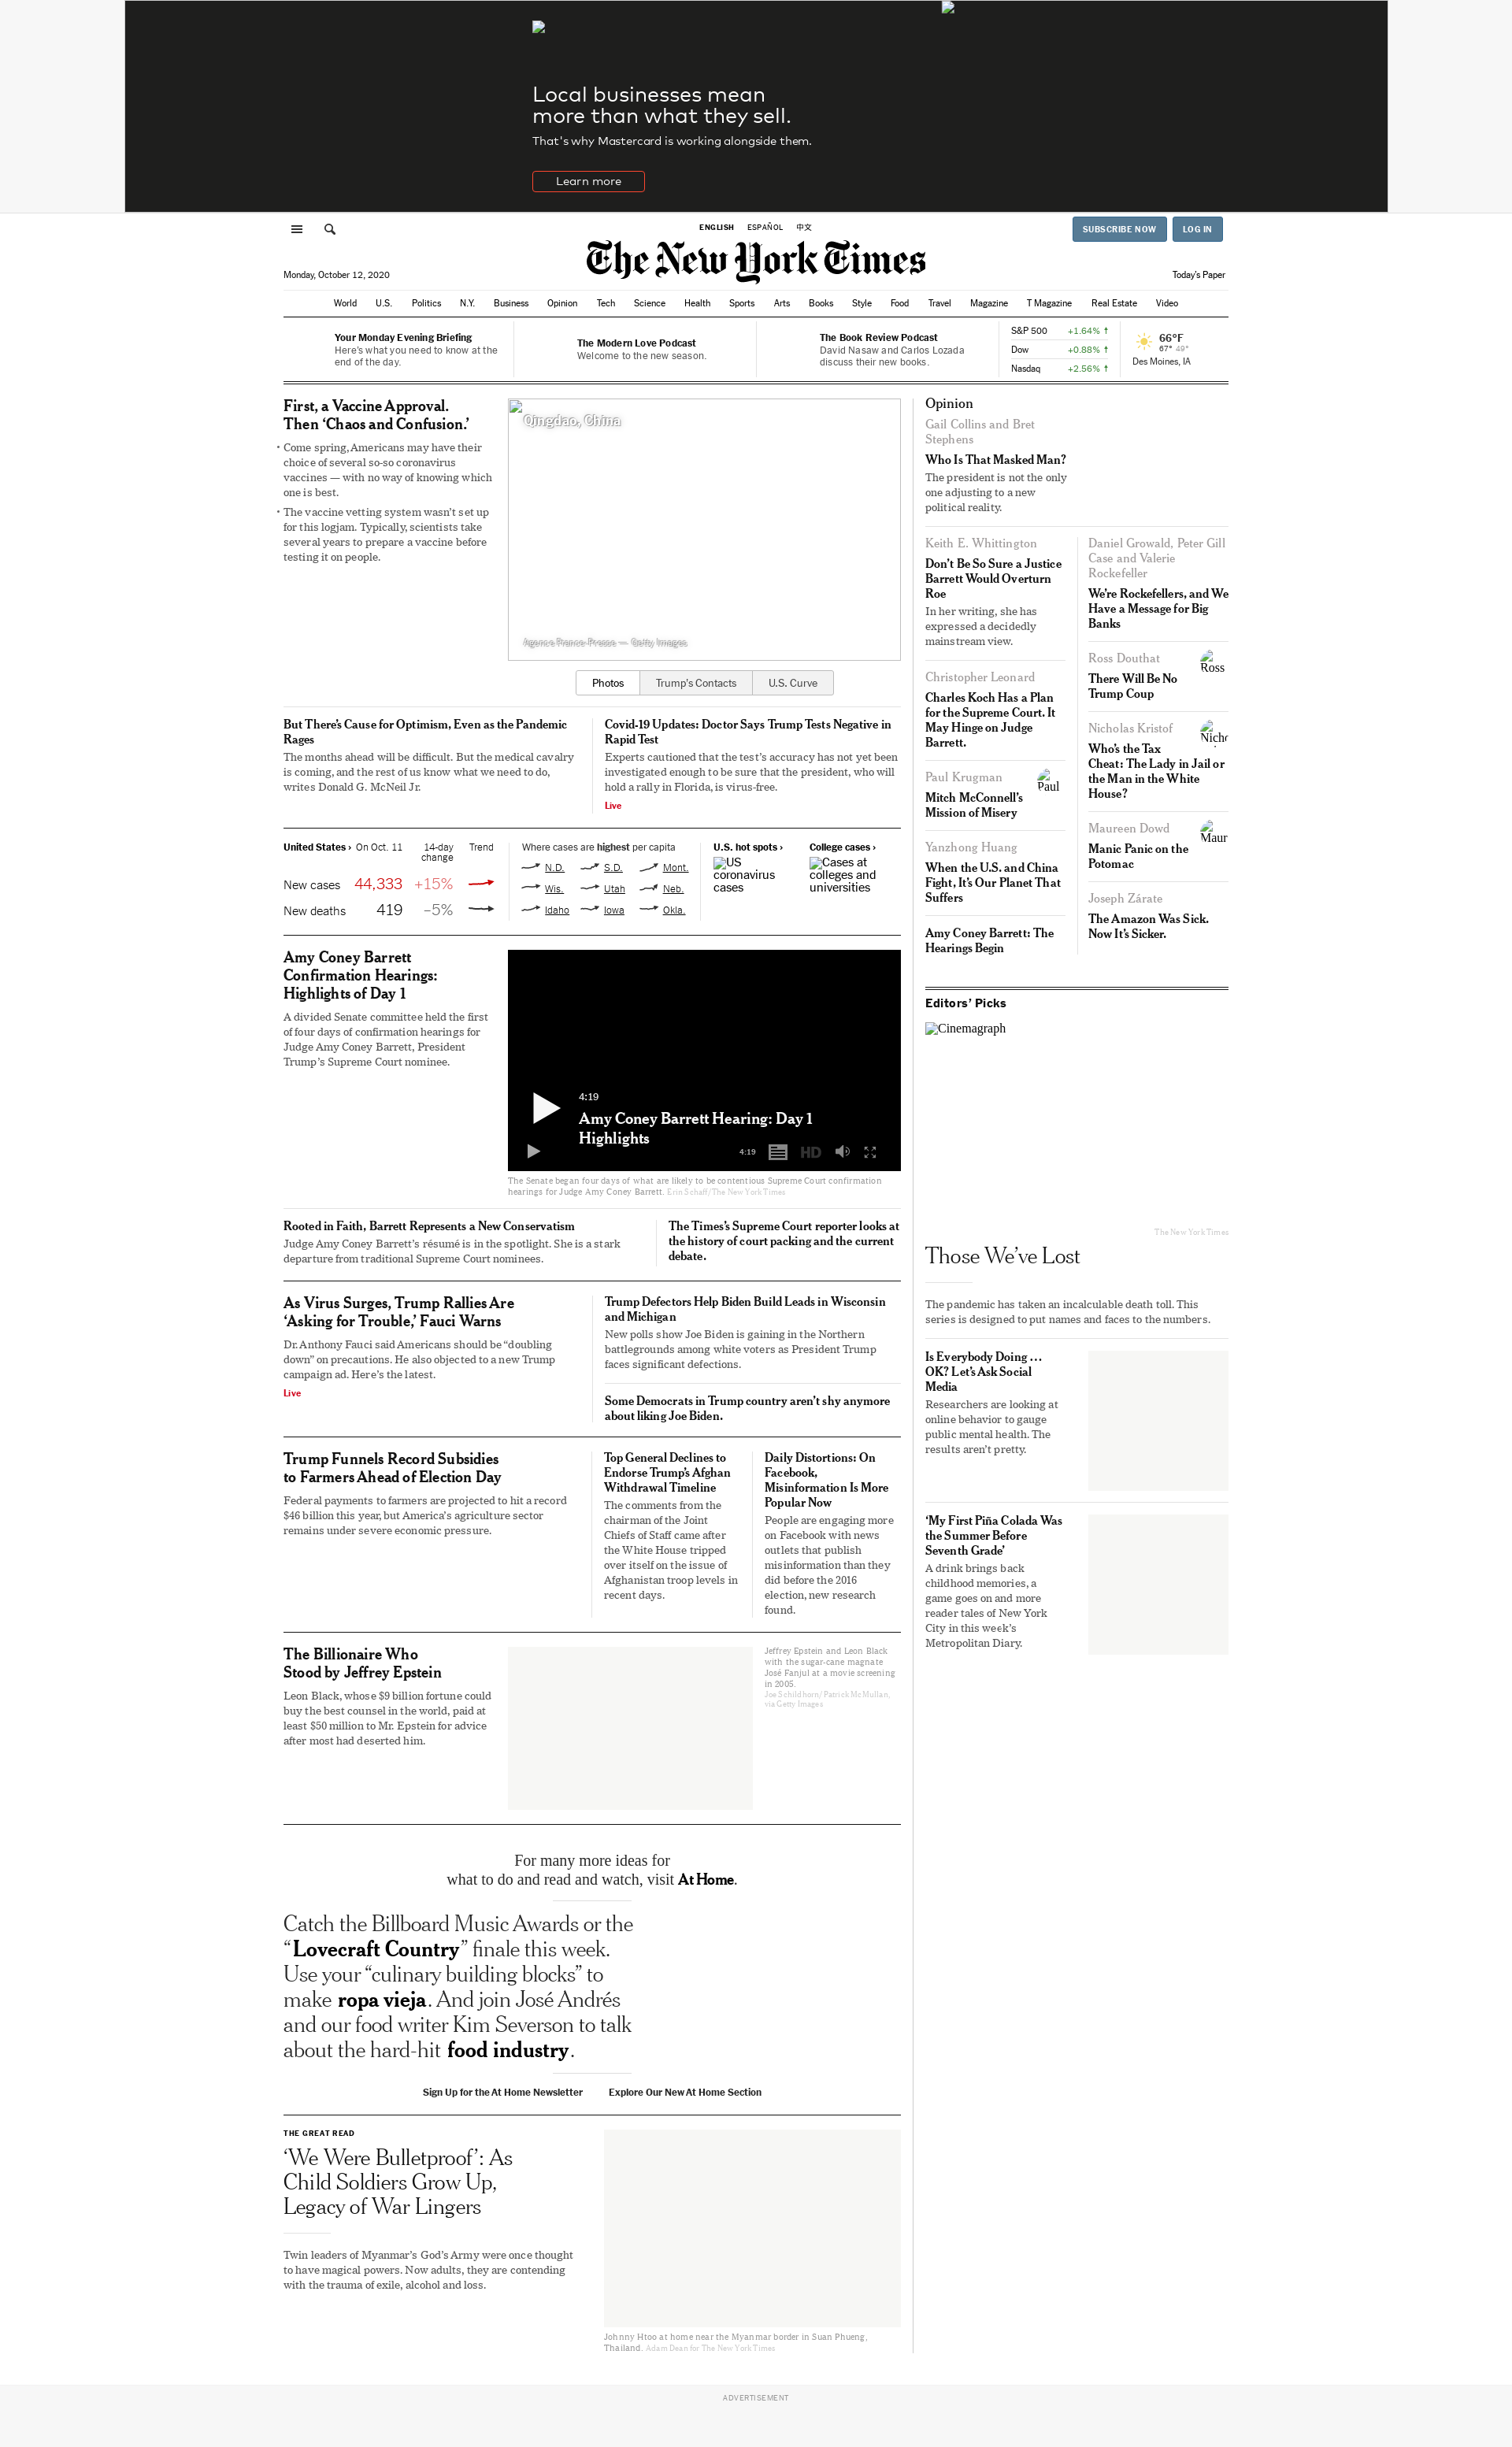 Local businesses mean
more than what they sell.
That's why Mastercard is working alongside them.
Learn more
ENGLISH ESPAÑOL 中文
SUBSCRIBE NOW LOG IN
The New York Times
Monday, October 12, 2020
Today's Paper
World U.S. Politics N.Y. Business Opinion Tech Science Health Sports Arts Books Style Food Travel Magazine T Magazine Real Estate Video
Your Monday Evening Briefing
Here's what you need to know at the
end of the day.
The Modern Love Podcast
Welcome to the new season.
The Book Review Podcast
David Nasaw and Carlos Lozada
discuss their new books.
S&P 500 +1.64% ↑
Dow +0.88% ↑
Nasdaq +2.56% ↑
66°F
67° 49°
Des Moines, IA
First, a Vaccine Approval.
Then ‘Chaos and Confusion.’
• Come spring, Americans may have their
choice of several so-so coronavirus
vaccines — with no way of knowing which
one is best.
• The vaccine vetting system wasn’t set up
for this logjam. Typically, scientists take
several years to prepare a vaccine before
testing it on people.
Qingdao, China
Agence France-Presse — Getty Images
Photos Trump’s Contacts U.S. Curve
But There’s Cause for Optimism, Even as the Pandemic
Rages
The months ahead will be difficult. But the medical cavalry
is coming, and the rest of us know what we need to do,
writes Donald G. McNeil Jr.
Covid-19 Updates: Doctor Says Trump Tests Negative in
Rapid Test
Experts cautioned that the test’s accuracy has not yet been
investigated enough to be sure that the president, who will
hold a rally in Florida, is virus-free.
Live
United States › On Oct. 11 14-day
change Trend
New cases 44,333 +15%
New deaths 419 –5%
Where cases are highest per capita
N.D. S.D. Mont.
Wis. Utah Neb.
Idaho Iowa Okla.
U.S. hot spots ›
US
coronavirus
cases
College cases ›
Cases at
colleges and
universities
Amy Coney Barrett
Confirmation Hearings:
Highlights of Day 1
A divided Senate committee held the first
of four days of confirmation hearings for
Judge Amy Coney Barrett, President
Trump’s Supreme Court nominee.
4:19
Amy Coney Barrett Hearing: Day 1
Highlights
4:19 HD
The Senate began four days of what are likely to be contentious Supreme Court confirmation
hearings for Judge Amy Coney Barrett. Erin Schaff/The New York Times
Rooted in Faith, Barrett Represents a New Conservatism
Judge Amy Coney Barrett’s résumé is in the spotlight. She is a stark
departure from traditional Supreme Court nominees.
The Times’s Supreme Court reporter looks at
the history of court packing and the current
debate.
As Virus Surges, Trump Rallies Are
‘Asking for Trouble,’ Fauci Warns
Dr. Anthony Fauci said Americans should be “doubling
down” on precautions. He also objected to a new Trump
campaign ad. Here’s the latest.
Live
Trump Defectors Help Biden Build Leads in Wisconsin
and Michigan
New polls show Joe Biden is gaining in the Northern
battlegrounds among white voters as President Trump
faces significant defections.
Some Democrats in Trump country aren’t shy anymore
about liking Joe Biden.
Trump Funnels Record Subsidies
to Farmers Ahead of Election Day
Federal payments to farmers are projected to hit a record
$46 billion this year, but America’s agriculture sector
remains under severe economic pressure.
Top General Declines to
Endorse Trump’s Afghan
Withdrawal Timeline
The comments from the
chairman of the Joint
Chiefs of Staff came after
the White House tripped
over itself on the issue of
Afghanistan troop levels in
recent days.
Daily Distortions: On
Facebook,
Misinformation Is More
Popular Now
People are engaging more
on Facebook with news
outlets that publish
misinformation than they
did before the 2016
election, new research
found.
The Billionaire Who
Stood by Jeffrey Epstein
Leon Black, whose $9 billion fortune could
buy the best counsel in the world, paid at
least $50 million to Mr. Epstein for advice
after most had deserted him.
Jeffrey Epstein and Leon Black
with the sugar-cane magnate
José Fanjul at a movie screening
in 2005.
Joe Schildhorn/Patrick McMullan,
via Getty Images
For many more ideas for
what to do and read and watch, visit At Home.
Catch the Billboard Music Awards or the
“Lovecraft Country” finale this week.
Use your “culinary building blocks” to
make ropa vieja. And join José Andrés
and our food writer Kim Severson to talk
about the hard-hit food industry.
Sign Up for the At Home Newsletter Explore Our New At Home Section
THE GREAT READ
‘We Were Bulletproof’: As
Child Soldiers Grow Up,
Legacy of War Lingers
Twin leaders of Myanmar’s God’s Army were once thought
to have magical powers. Now adults, they are contending
with the trauma of exile, alcohol and loss.
Johnny Htoo at home near the Myanmar border in Suan Phueng,
Thailand. Adam Dean for The New York Times
Opinion
Gail Collins and Bret
Stephens
Who Is That Masked Man?
The president is not the only
one adjusting to a new
political reality.
Keith E. Whittington
Don’t Be So Sure a Justice
Barrett Would Overturn
Roe
In her writing, she has
expressed a decidedly
mainstream view.
Christopher Leonard
Charles Koch Has a Plan
for the Supreme Court. It
May Hinge on Judge
Barrett.
Paul Krugman
Paul
Mitch McConnell’s
Mission of Misery
Yanzhong Huang
When the U.S. and China
Fight, It’s Our Planet That
Suffers
Amy Coney Barrett: The
Hearings Begin
Daniel Growald, Peter Gill
Case and Valerie
Rockefeller
We’re Rockefellers, and We
Have a Message for Big
Banks
Ross Douthat
Ross
There Will Be No
Trump Coup
Nicholas Kristof
Nicho
Who’s the Tax
Cheat: The Lady in Jail or
the Man in the White
House?
Maureen Dowd
Maur
Manic Panic on the
Potomac
Joseph Zárate
The Amazon Was Sick.
Now It’s Sicker.
Editors’ Picks
Cinemagraph
The New York Times
Those We’ve Lost
The pandemic has taken an incalculable death toll. This
series is designed to put names and faces to the numbers.
Is Everybody Doing …
OK? Let’s Ask Social
Media
Researchers are looking at
online behavior to gauge
public mental health. The
results aren’t pretty.
‘My First Piña Colada Was
the Summer Before
Seventh Grade’
A drink brings back
childhood memories, a
game goes on and more
reader tales of New York
City in this week’s
Metropolitan Diary.
ADVERTISEMENT